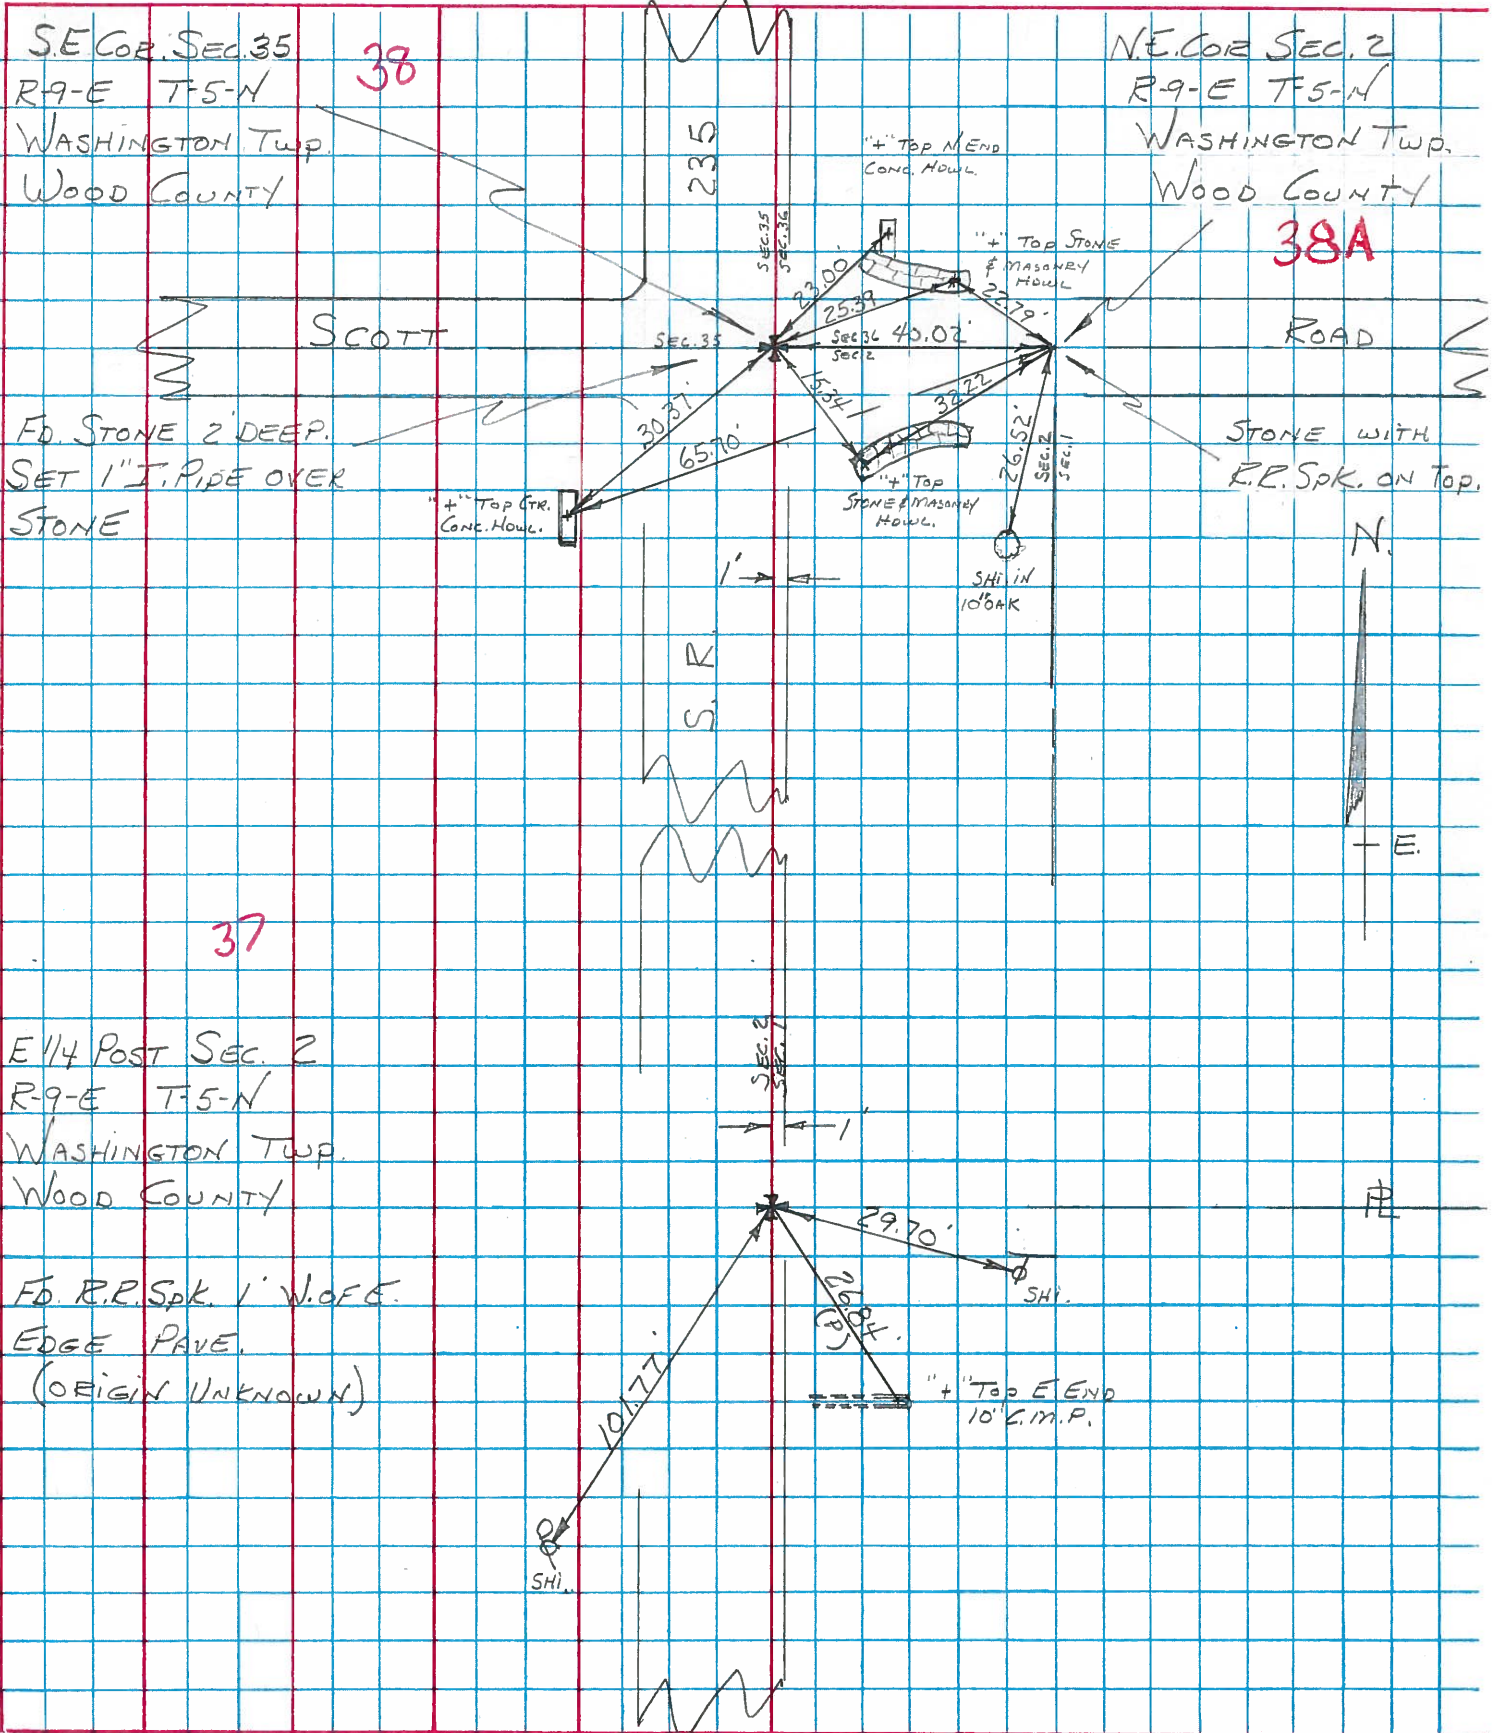 S.E. COR. SEC. 35
R-9-E T-5-N
WASHINGTON TWP.
WOOD COUNTY
38
N.E. COR SEC. 2
R-9-E T-5-N
WASHINGTON TWP.
WOOD COUNTY
38A
235
"+" TOP N END
CONC. HDWL.
SEC. 35
SEC. 36
"+" TOP STONE
& MASONRY
HDWL
23.00'
25.39
22.79'
SCOTT
SEC. 35
SEC. 36
SEC. 2
40.02'
ROAD
15.34'
32.22
30.37'
65.70'
26.52'
SEC. 2
SEC. 1
FD. STONE 2' DEEP.
SET 1" I. PIPE OVER
STONE
"+" TOP CTR.
CONC. HDWL.
"+" TOP
STONE & MASONRY
HDWL.
STONE WITH
R.R. SPK. ON TOP.
SHI. IN
10" OAK
1'
S. R.
N.
E.
37
E 1/4 POST SEC. 2
R-9-E T-5-N
WASHINGTON TWP.
WOOD COUNTY
SEC. 2
SEC. 1
1'
PL
29.70'
SHI.
FD. R.R. SPK. 1' W. OF E.
EDGE PAVE.
(ORIGIN UNKNOWN)
26.84'
(P)
101.77'
"+" TOP E END
10" C.M.P.
SHI.